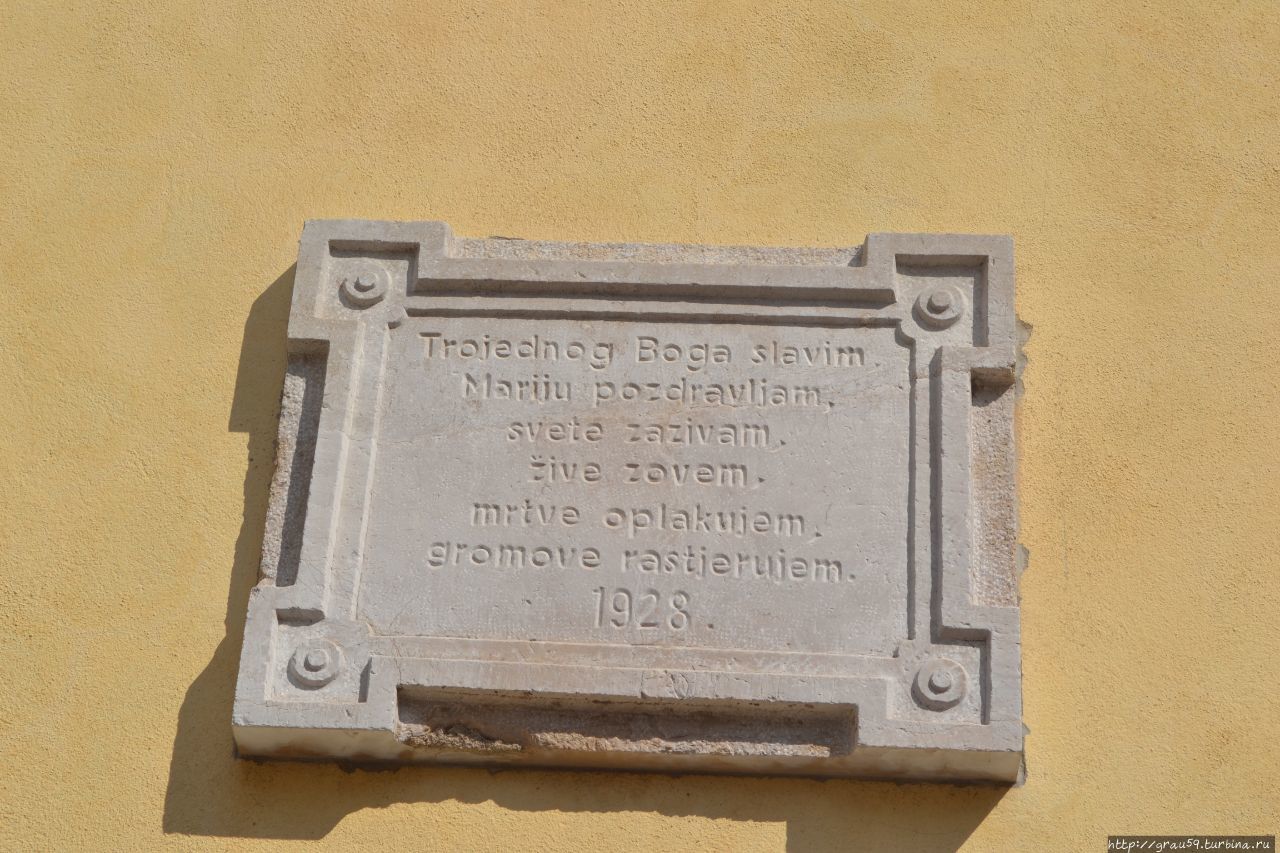 Trojednog Boga slavim,
Mariju pozdravljam,
svete zazivam,
žive zovem,
mrtve oplakujem,
gromove rastjerujem.
1928.
http://grau59.turbina.ru